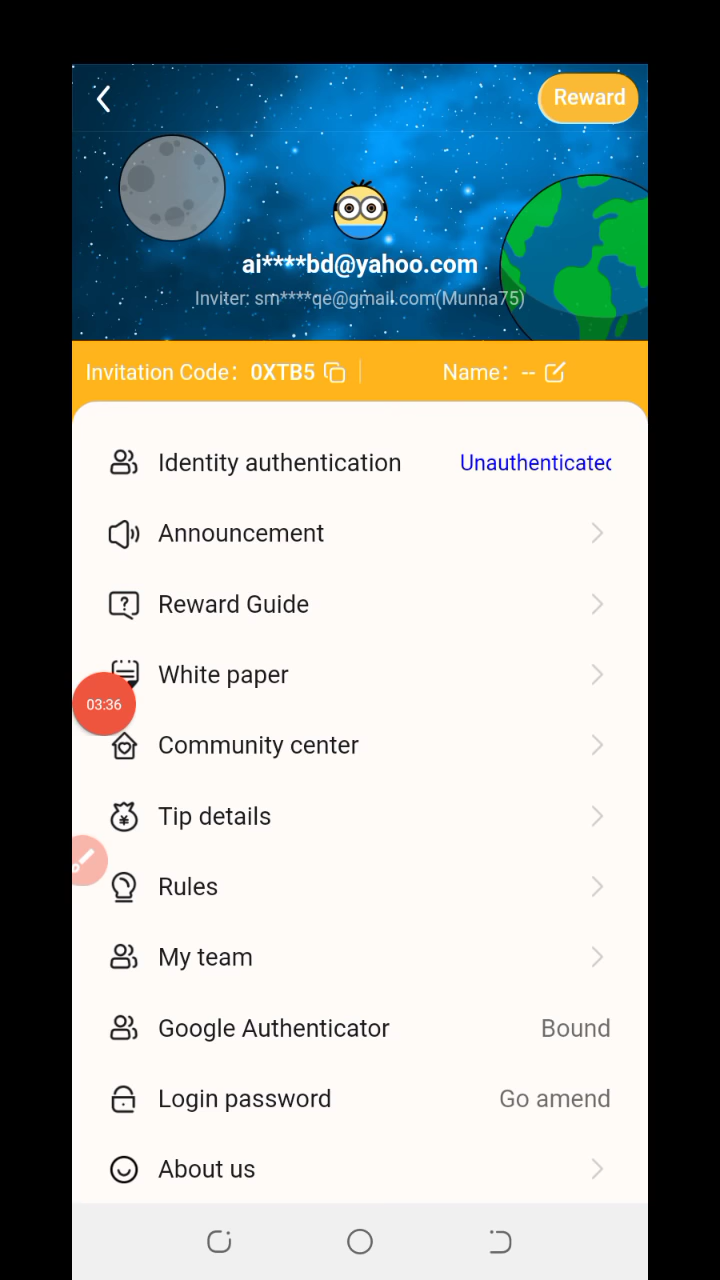 Reward
ai****bd@yahoo.com
Inviter: sm****qe@gmail.com(Munna75)
Invitation Code: 0XTB5 Name: --
Identity authentication Unauthenticated
Announcement
Reward Guide
White paper
03:36
Community center
Tip details
Rules
My team
Google Authenticator Bound
Login password Go amend
About us